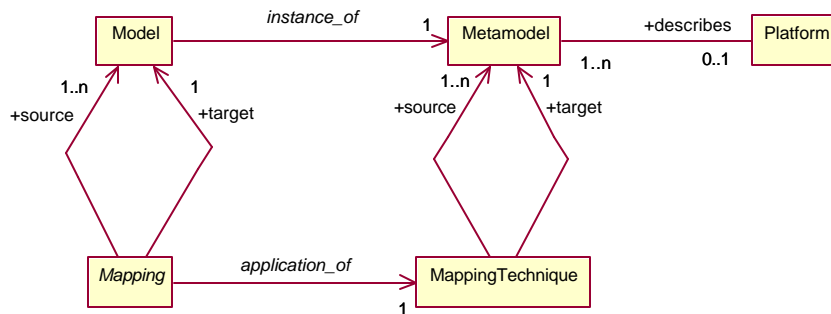 instance_of
Model
1
Metamodel
+describes
Platform
1..n
0..1
1..n
1
+source
+target
1..n
1
+source
+target
Mapping
application_of
MappingTechnique
1